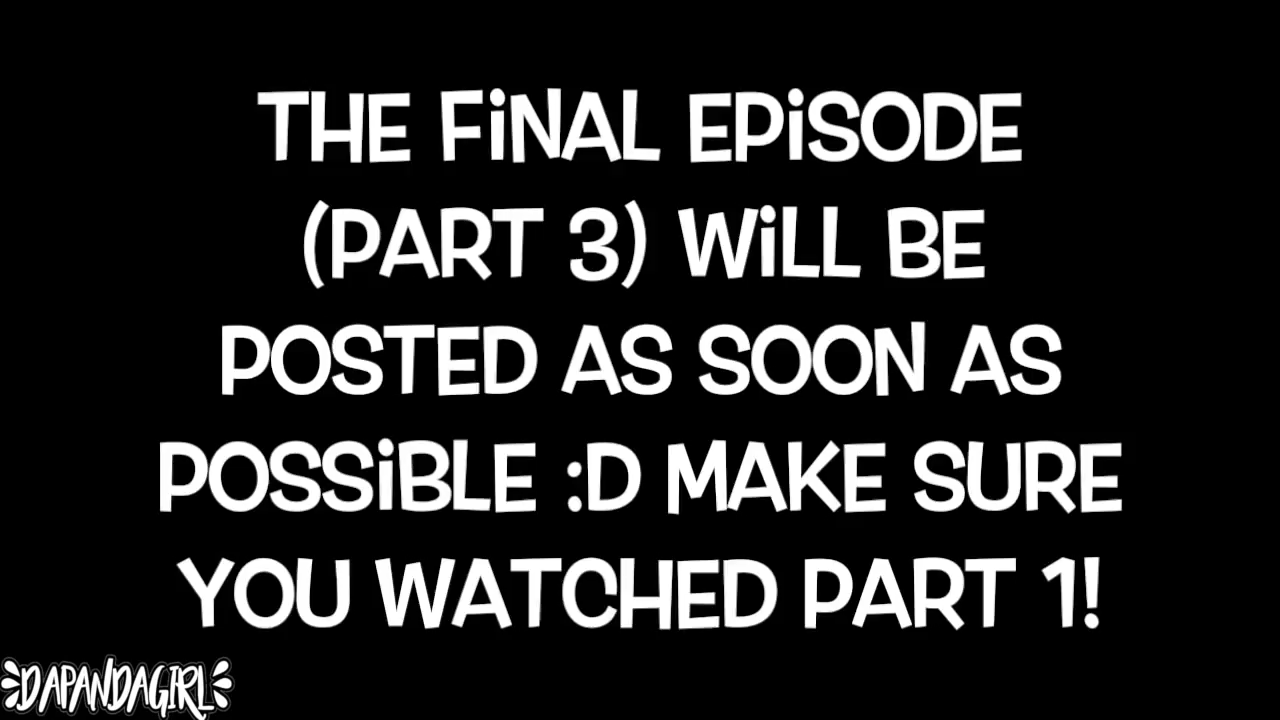 THE FiNAL EPiSODE
(PART 3) WiLL BE
POSTED AS SOON AS
POSSiBLE :D MAKE SURE
YOU WATCHED PART 1!
DAPANDAGIRL